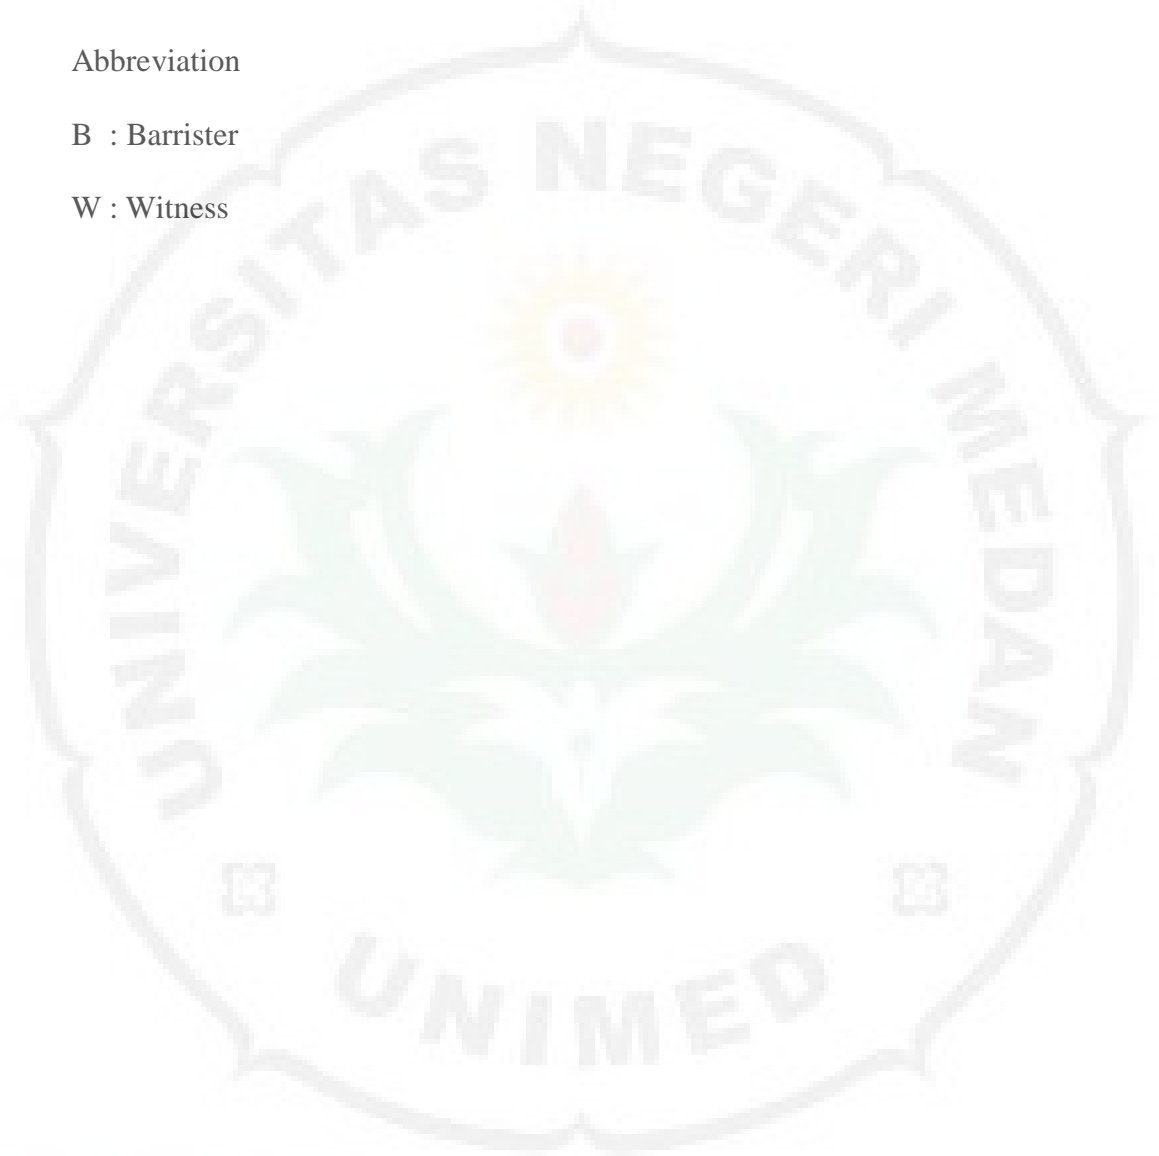 Abbreviation
B : Barrister
W : Witness
UNIVERSITAS NEGERI MEDAN
UNIMED